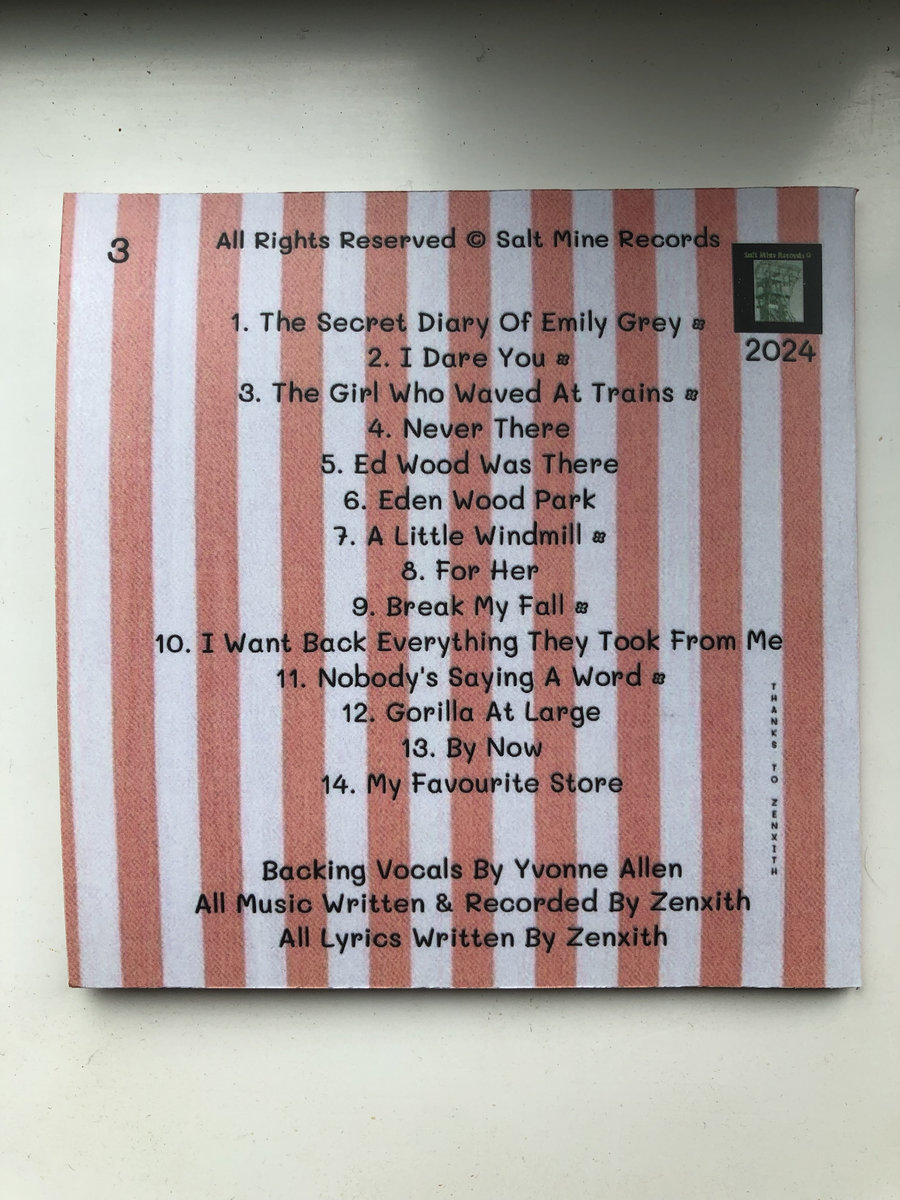 3
All Rights Reserved © Salt Mine Records
Salt Mine Records ©
2024
1. The Secret Diary Of Emily Grey ⌘
2. I Dare You ⌘
3. The Girl Who Waved At Trains ⌘
4. Never There
5. Ed Wood Was There
6. Eden Wood Park
7. A Little Windmill ⌘
8. For Her
9. Break My Fall ⌘
10. I Want Back Everything They Took From Me
11. Nobody's Saying A Word ⌘
12. Gorilla At Large
13. By Now
14. My Favourite Store
THANKS TO ZENXITH
Backing Vocals By Yvonne Allen
All Music Written & Recorded By Zenxith
All Lyrics Written By Zenxith